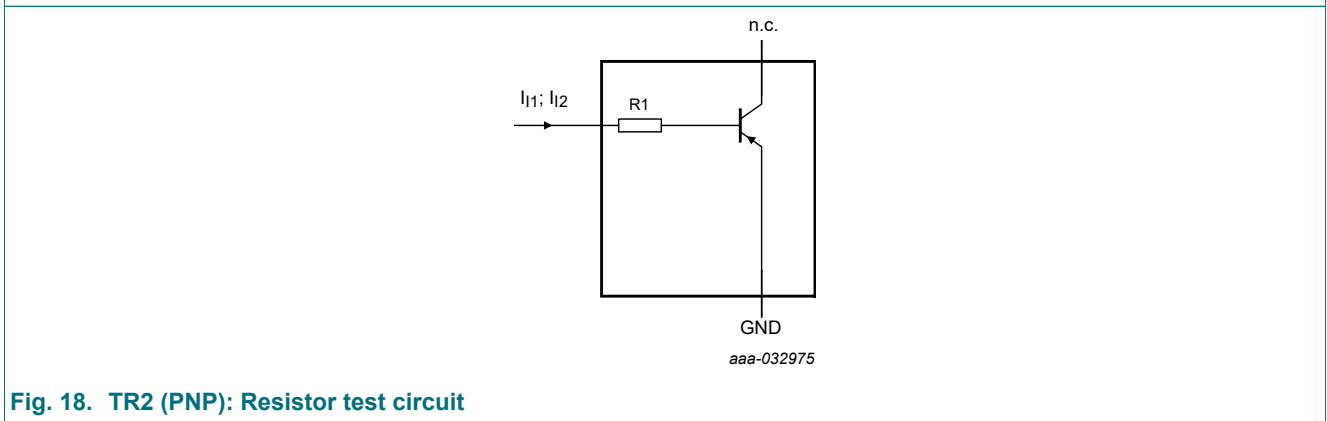 n.c.
I_I1; I_I2
R1
GND
aaa-032975
Fig. 18. TR2 (PNP): Resistor test circuit